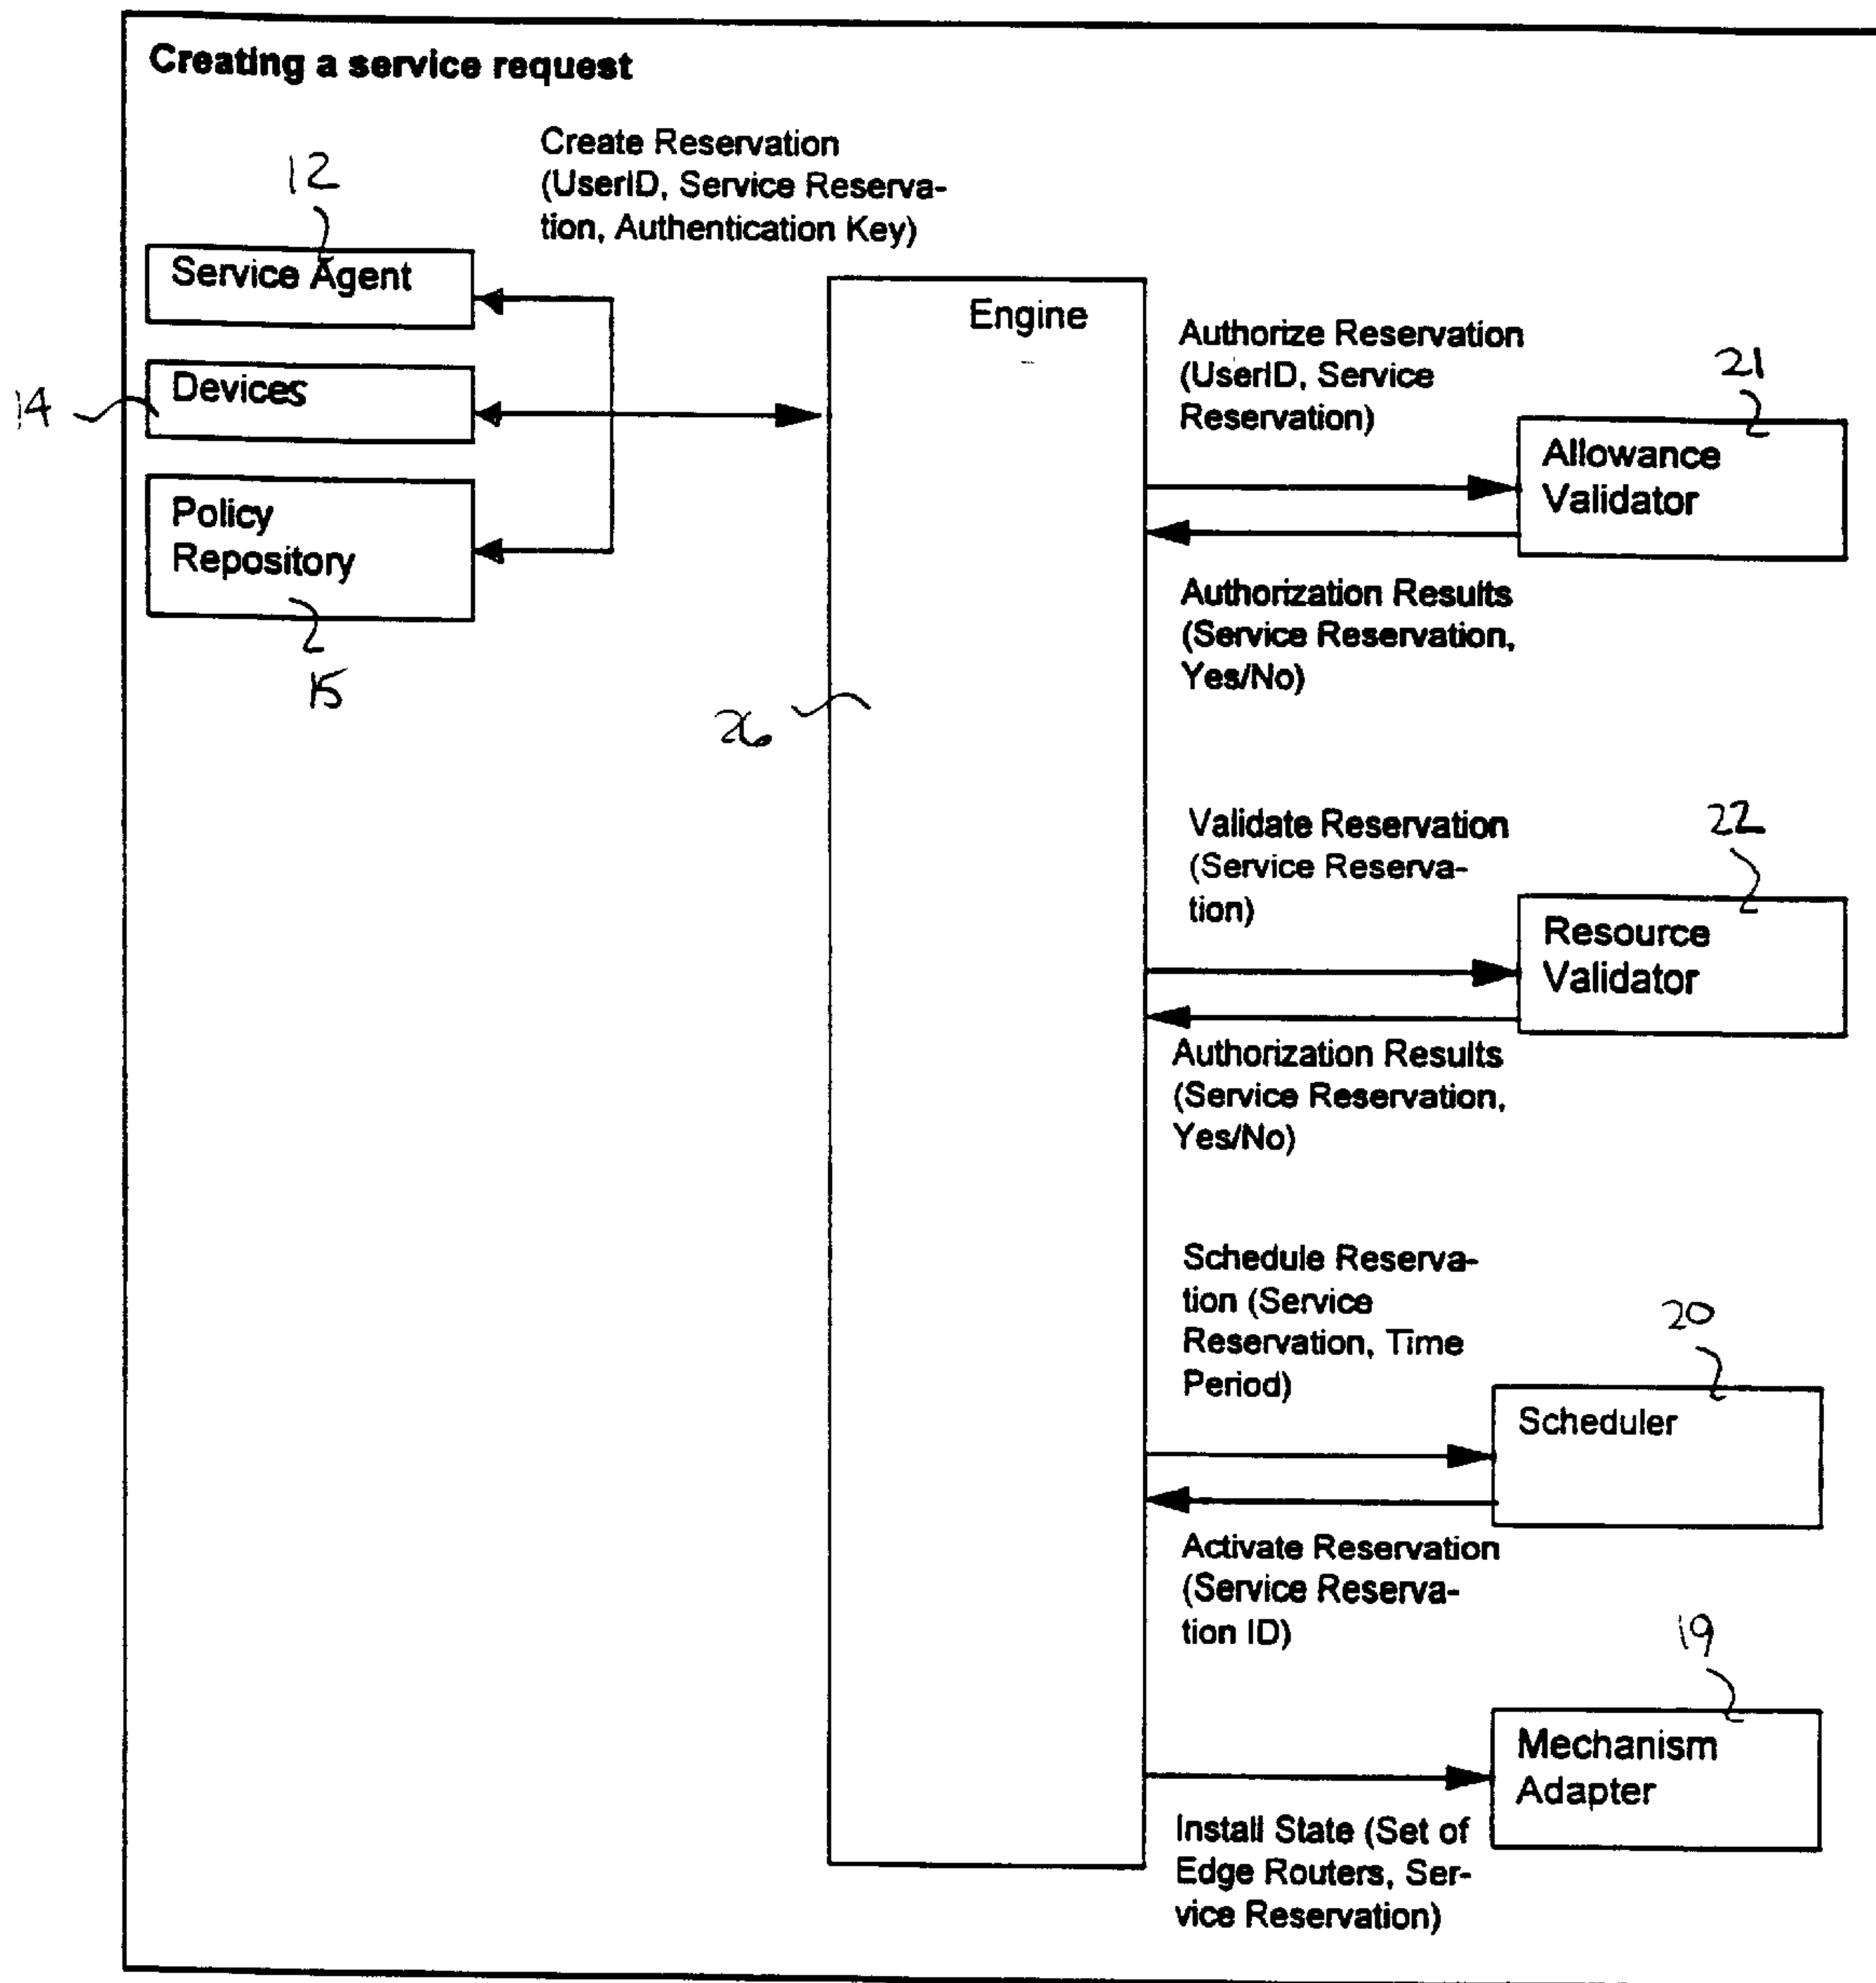 Creating a service request
Create Reservation
(UserID, Service Reserva-
tion, Authentication Key)
12
Service Agent
14
Devices
Policy
Repository
15
Engine
26
Authorize Reservation
(UserID, Service
Reservation)
21
Allowance
Validator
Authorization Results
(Service Reservation,
Yes/No)
Validate Reservation
(Service Reserva-
tion)
22
Resource
Validator
Authorization Results
(Service Reservation,
Yes/No)
Schedule Reserva-
tion (Service
Reservation, Time
Period)
20
Scheduler
Activate Reservation
(Service Reserva-
tion ID)
19
Mechanism
Adapter
Install State (Set of
Edge Routers, Ser-
vice Reservation)